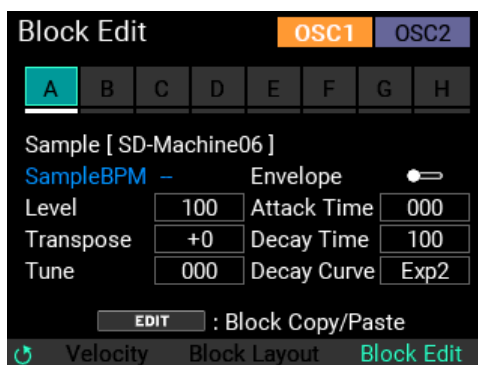 Block Edit OSC1 OSC2
A B C D E F G H
Sample [ SD-Machine06 ]
SampleBPM – Envelope
Level 100 Attack Time 000
Transpose +0 Decay Time 100
Tune 000 Decay Curve Exp2
EDIT : Block Copy/Paste
Velocity Block Layout Block Edit